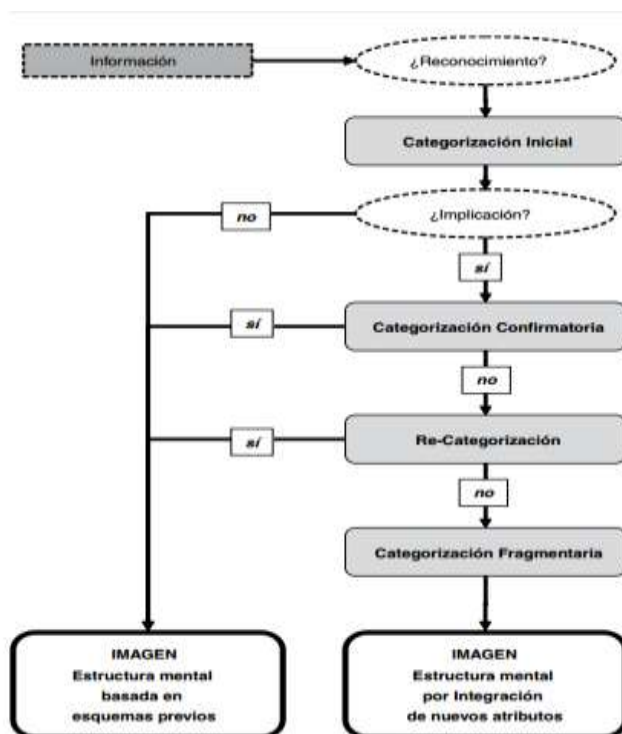 Información
¿Reconocimiento?
Categorización Inicial
no
¿Implicación?
sí
sí
Categorización Confirmatoria
no
sí
Re-Categorización
no
Categorización Fragmentaria
IMAGEN
Estructura mental
basada en
esquemas previos
IMAGEN
Estructura mental
por Integración
de nuevos atributos